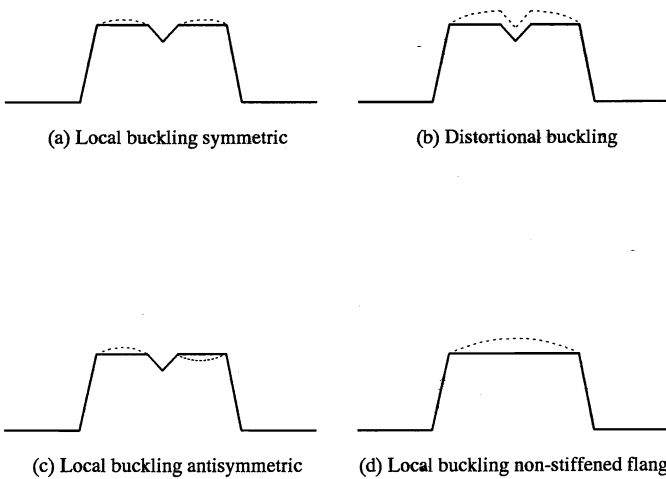 (a) Local buckling symmetric
(b) Distortional buckling
(c) Local buckling antisymmetric
(d) Local buckling non-stiffened flang